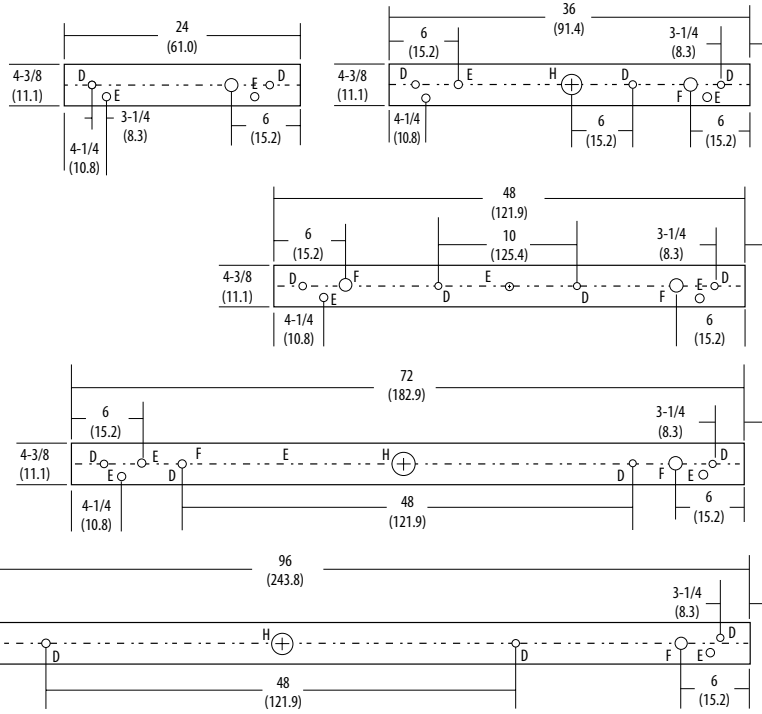 24
(61.0)
4-3/8
(11.1)
D
E
E
D
3-1/4
(8.3)
4-1/4
(10.8)
6
(15.2)
36
(91.4)
6
(15.2)
3-1/4
(8.3)
4-3/8
(11.1)
D
E
H
D
D
F
E
4-1/4
(10.8)
6
(15.2)
6
(15.2)
48
(121.9)
6
(15.2)
10
(125.4)
3-1/4
(8.3)
4-3/8
(11.1)
D
F
E
E
D
E
D
D
F
4-1/4
(10.8)
6
(15.2)
72
(182.9)
6
(15.2)
3-1/4
(8.3)
4-3/8
(11.1)
D
E
F
E
H
D
E
D
D
F
E
4-1/4
(10.8)
48
(121.9)
6
(15.2)
96
(243.8)
3-1/4
(8.3)
H
D
D
D
F
E
48
(121.9)
6
(15.2)